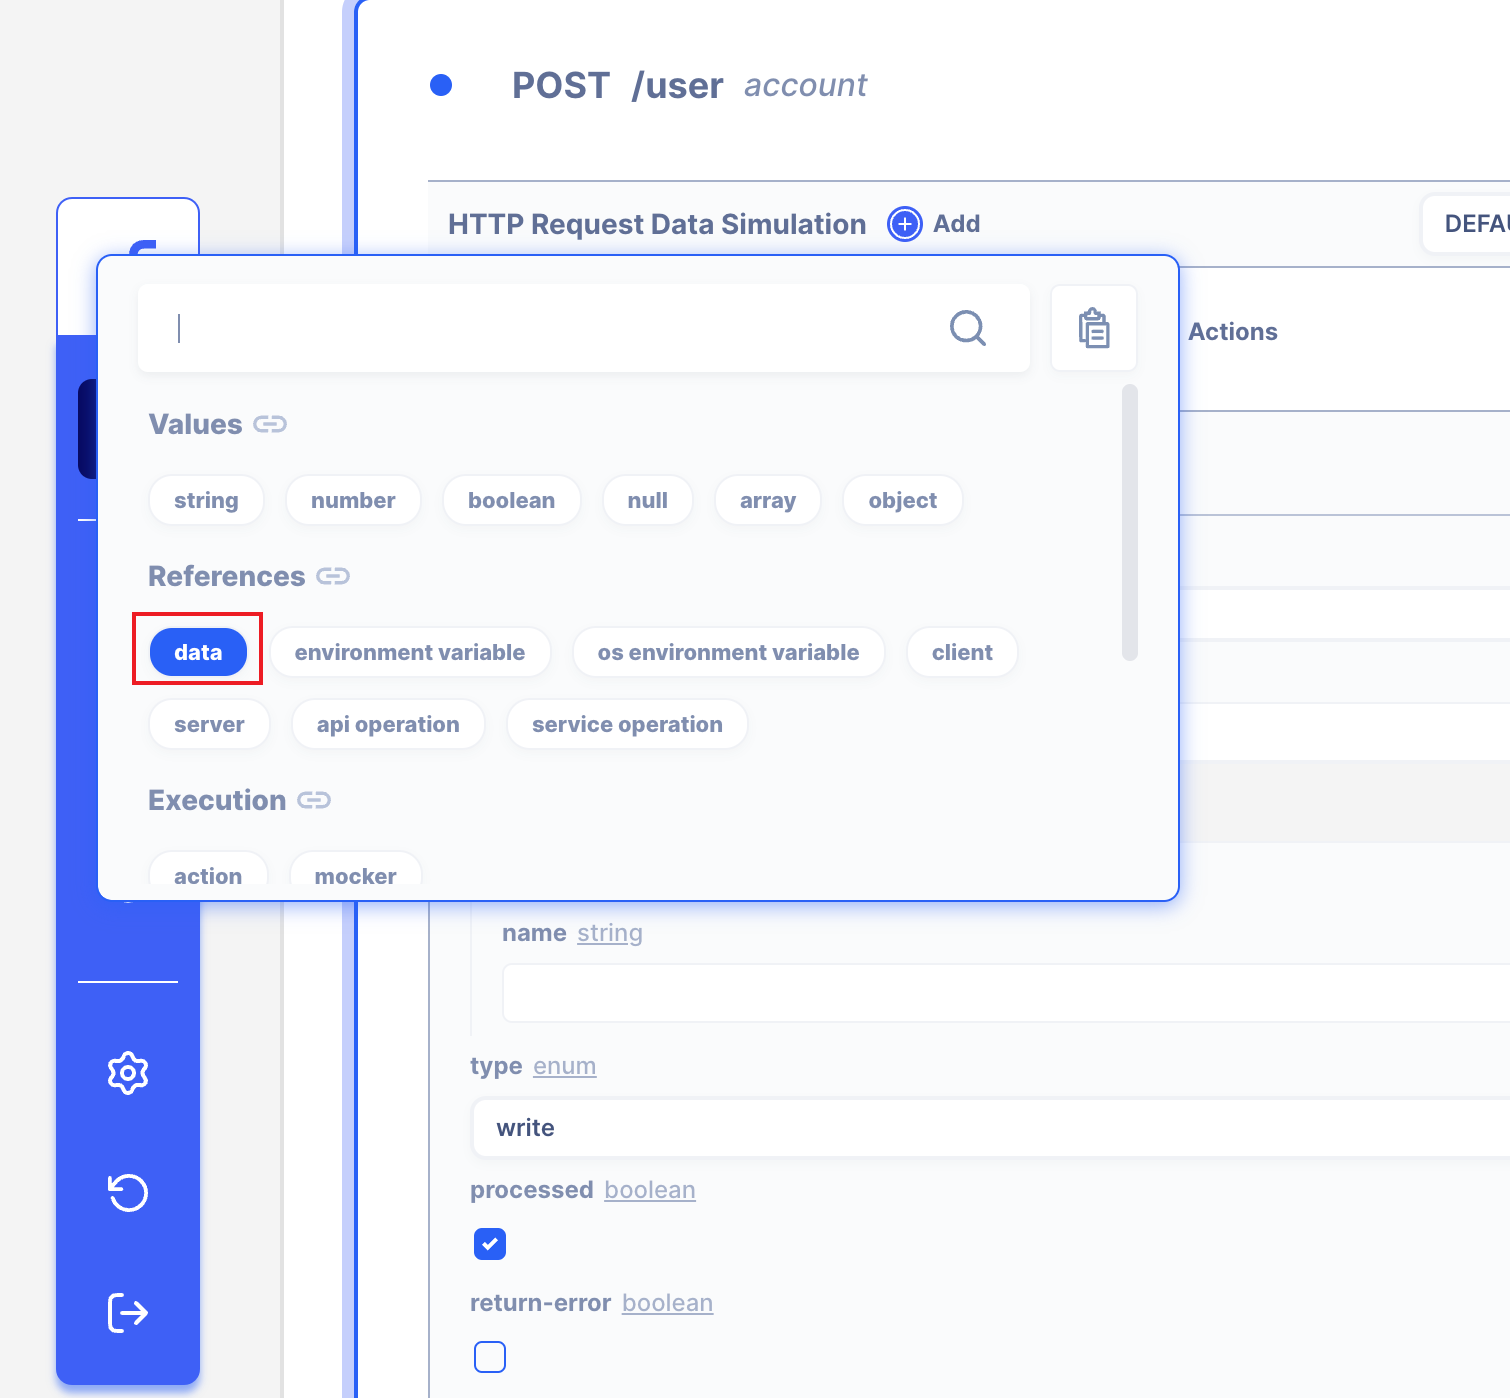 POST /user account
HTTP Request Data Simulation Add
Actions
Values
string number boolean null array object
References
data environment variable os environment variable client
server api operation service operation
Execution
action mocker
name string
type enum
write
processed boolean
return-error boolean